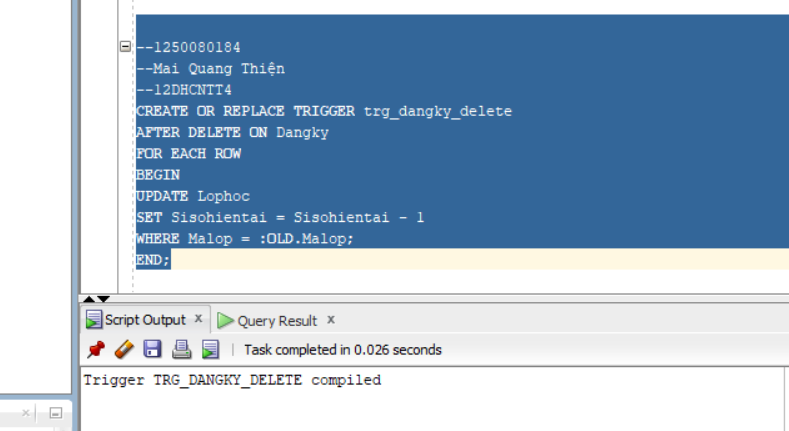 --1250080184
--Mai Quang Thiện
--12DHCNTT4
CREATE OR REPLACE TRIGGER trg_dangky_delete
AFTER DELETE ON Dangky
FOR EACH ROW
BEGIN
UPDATE Lophoc
SET Sisohientai = Sisohientai - 1
WHERE Malop = :OLD.Malop;
END;
Script Output x Query Result x
Task completed in 0.026 seconds
Trigger TRG_DANGKY_DELETE compiled